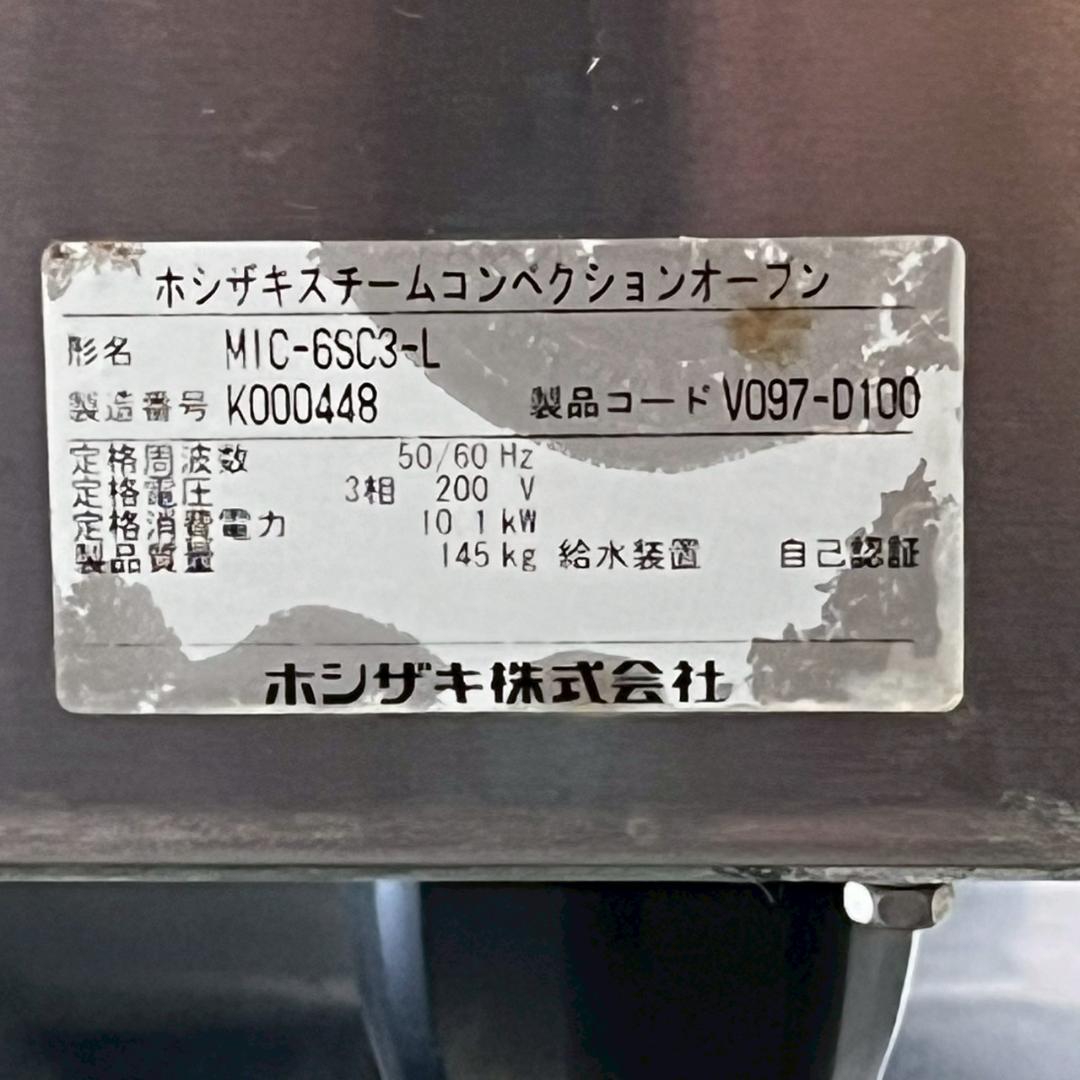 ホシザキスチームコンベクションオーブン
形名 MIC-6SC3-L
製造番号 K000448 製品コード V097-D100
定格周波数 50/60 Hz
定格電圧 3相 200 V
定格消費電力 10.1 kW
製品質量 145 kg 給水装置 自己認証
ホシザキ株式会社